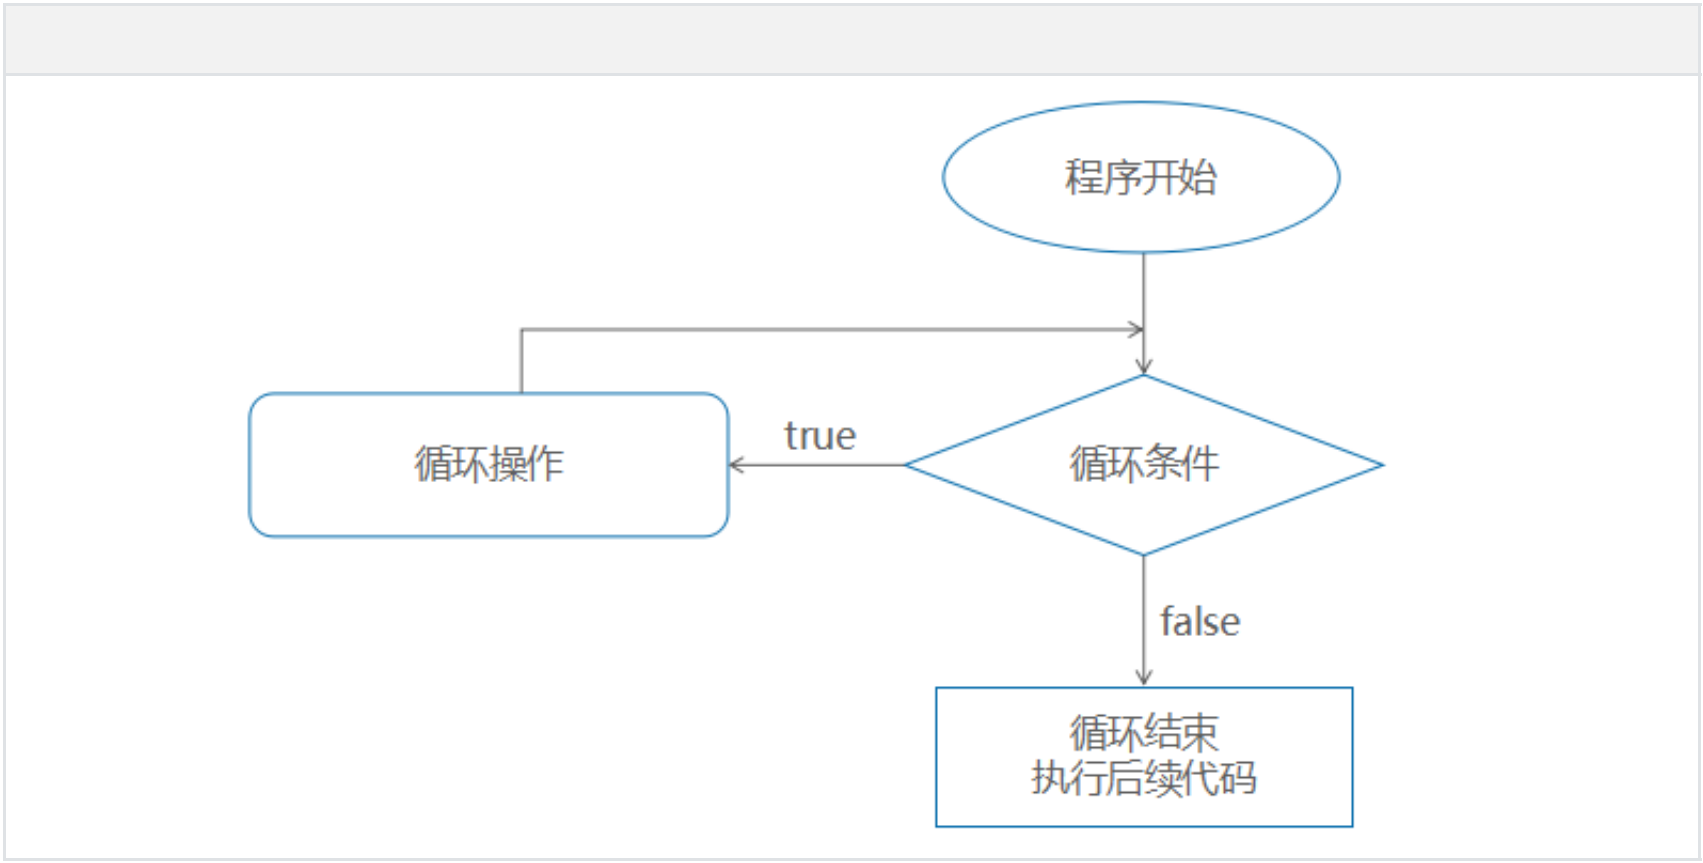 程序开始
true
循环操作
循环条件
false
循环结束
执行后续代码